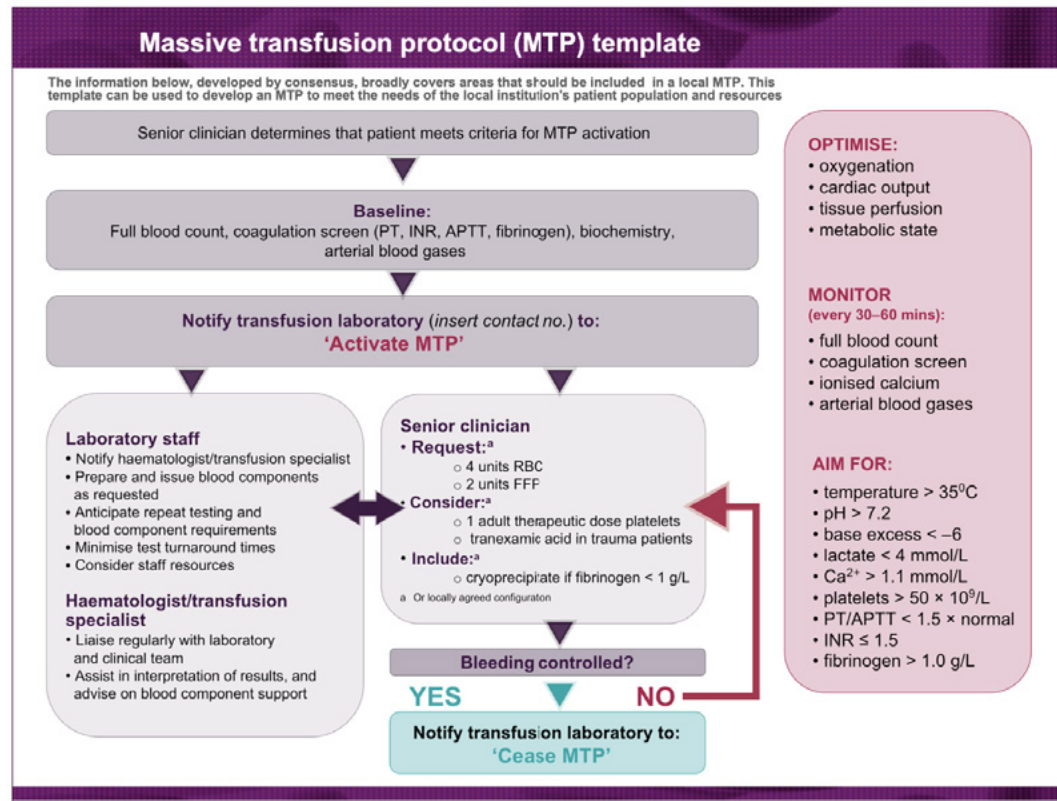 Massive transfusion protocol (MTP) template
The information below, developed by consensus, broadly covers areas that should be included in a local MTP. This
template can be used to develop an MTP to meet the needs of the local institution's patient population and resources
Senior clinician determines that patient meets criteria for MTP activation
Baseline:
Full blood count, coagulation screen (PT, INR, APTT, fibrinogen), biochemistry,
arterial blood gases
Notify transfusion laboratory (insert contact no.) to:
'Activate MTP'
Laboratory staff
• Notify haematologist/transfusion specialist
• Prepare and issue blood components
as requested
• Anticipate repeat testing and
blood component requirements
• Minimise test turnaround times
• Consider staff resources
Haematologist/transfusion
specialist
• Liaise regularly with laboratory
and clinical team
• Assist in interpretation of results, and
advise on blood component support
Senior clinician
• Request:ᵃ
o 4 units RBC
o 2 units FFP
• Consider:ᵃ
o 1 adult therapeutic dose platelets
o tranexamic acid in trauma patients
• Include:ᵃ
o cryoprecipitate if fibrinogen < 1 g/L
a Or locally agreed configuration
Bleeding controlled?
YES
NO
Notify transfusion laboratory to:
'Cease MTP'
OPTIMISE:
• oxygenation
• cardiac output
• tissue perfusion
• metabolic state
MONITOR
(every 30–60 mins):
• full blood count
• coagulation screen
• ionised calcium
• arterial blood gases
AIM FOR:
• temperature > 35⁰C
• pH > 7.2
• base excess < –6
• lactate < 4 mmol/L
• Ca²⁺ > 1.1 mmol/L
• platelets > 50 × 10⁹/L
• PT/APTT < 1.5 × normal
• INR ≤ 1.5
• fibrinogen > 1.0 g/L